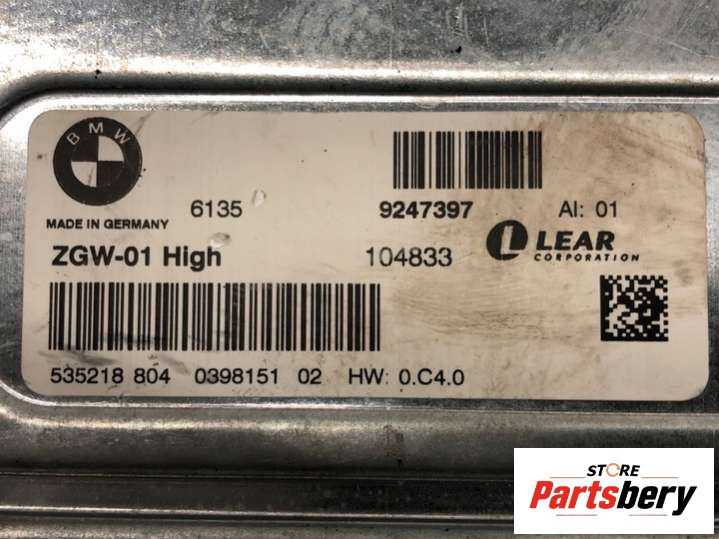 BMW
MADE IN GERMANY
6135
9247397
AI: 01
ZGW-01 High
104833
L LEAR
CORPORATION
535218 804 0398151 02 HW: 0.C4.0
STORE
Partsbery